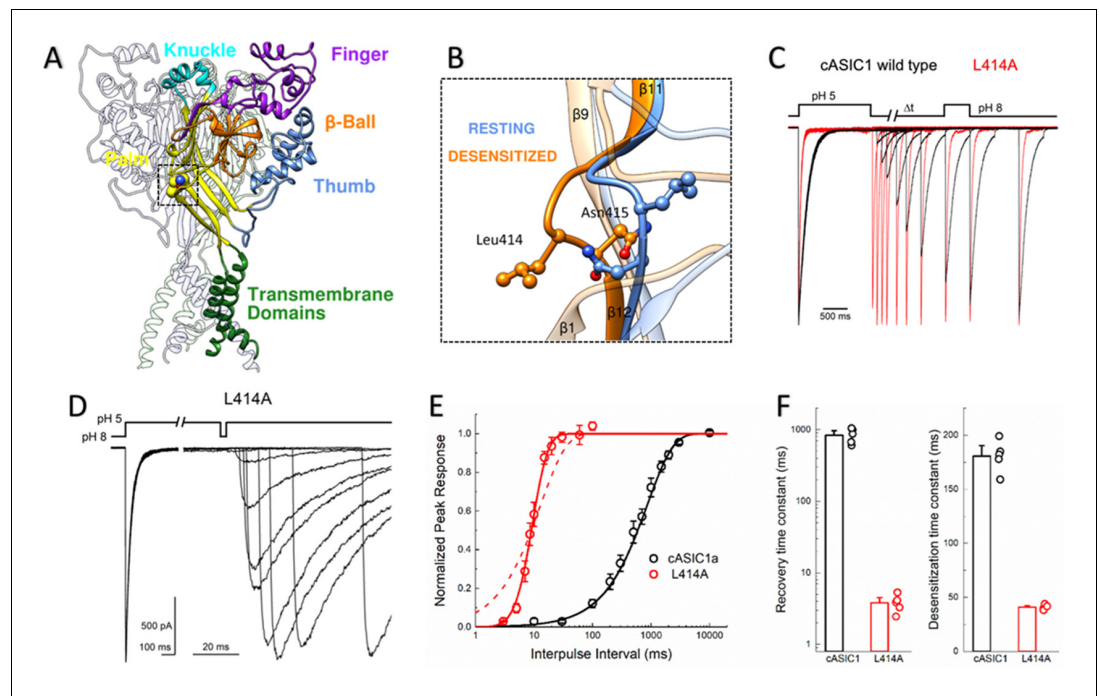 A
Knuckle
Finger
β-Ball
Palm
Thumb
Transmembrane
Domains
B
β11
β9
RESTING
DESENSITIZED
Asn415
Leu414
β12
β1
C
cASIC1 wild type L414A
pH 5
Δt
pH 8
500 ms
D
L414A
pH 5
pH 8
500 pA
100 ms
20 ms
E
Normalized Peak Response
1.0
0.8
0.6
0.4
0.2
0.0
cASIC1a
L414A
1 10 100 1000 10000
Interpulse Interval (ms)
F
Recovery time constant (ms)
1000
100
10
1
cASIC1 L414A
Desensitization time constant (ms)
200
150
100
50
0
cASIC1 L414A